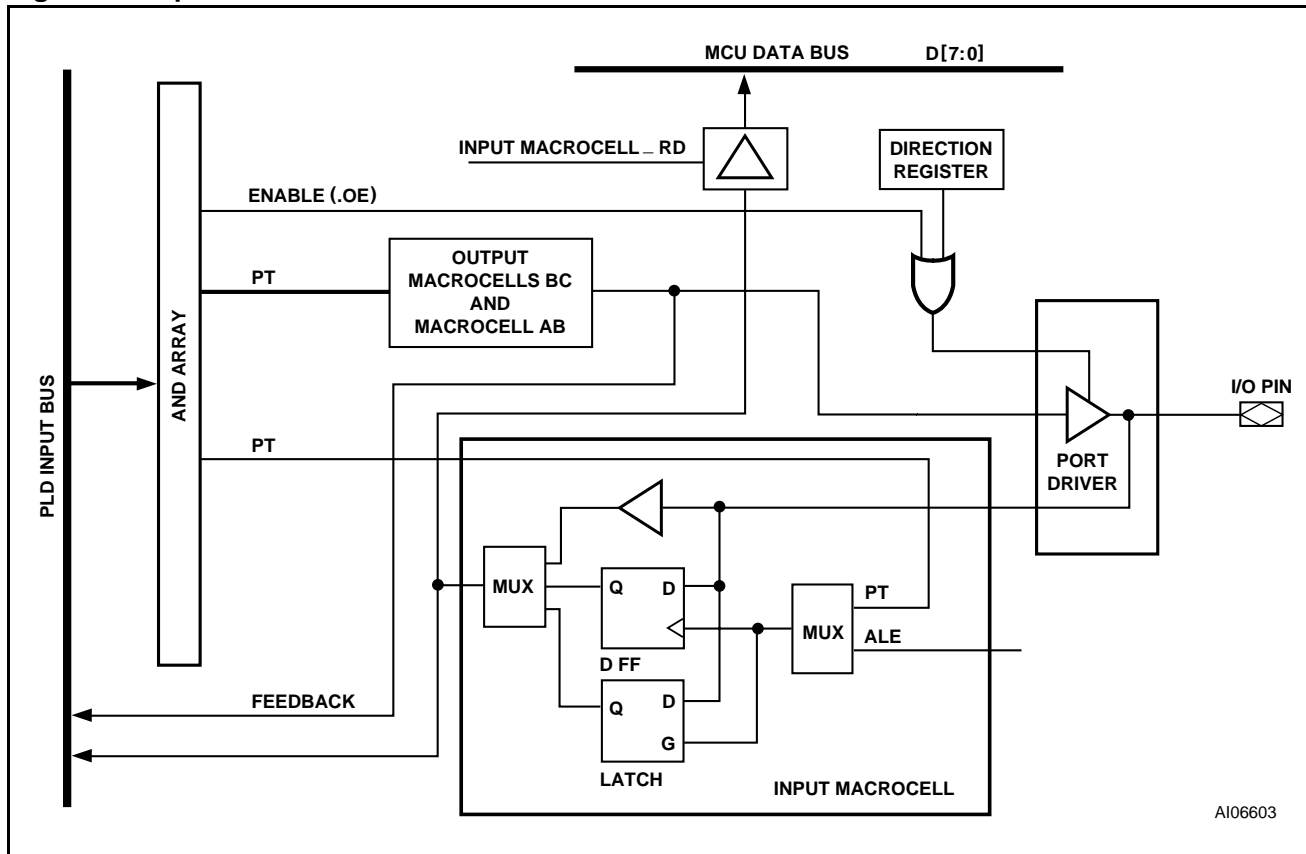 MCU DATA BUS
D[7:0]
INPUT MACROCELL _ RD
DIRECTION
REGISTER
ENABLE (.OE)
PT
OUTPUT
MACROCELLS BC
AND
MACROCELL AB
PLD INPUT BUS
AND ARRAY
I/O PIN
PT
PORT
DRIVER
MUX
Q
D
D FF
MUX
PT
ALE
FEEDBACK
Q
D
G
LATCH
INPUT MACROCELL
AI06603